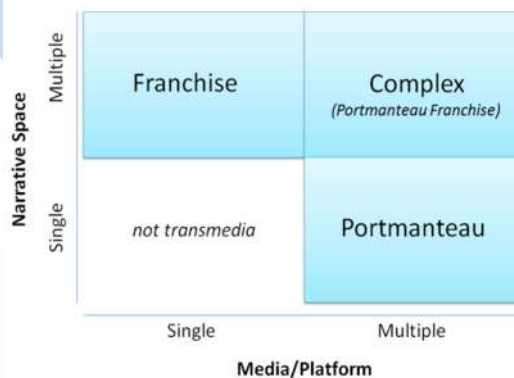 Narrative Space
Multiple
Single
Franchise
Complex
(Portmanteau Franchise)
not transmedia
Portmanteau
Single
Multiple
Media/Platform